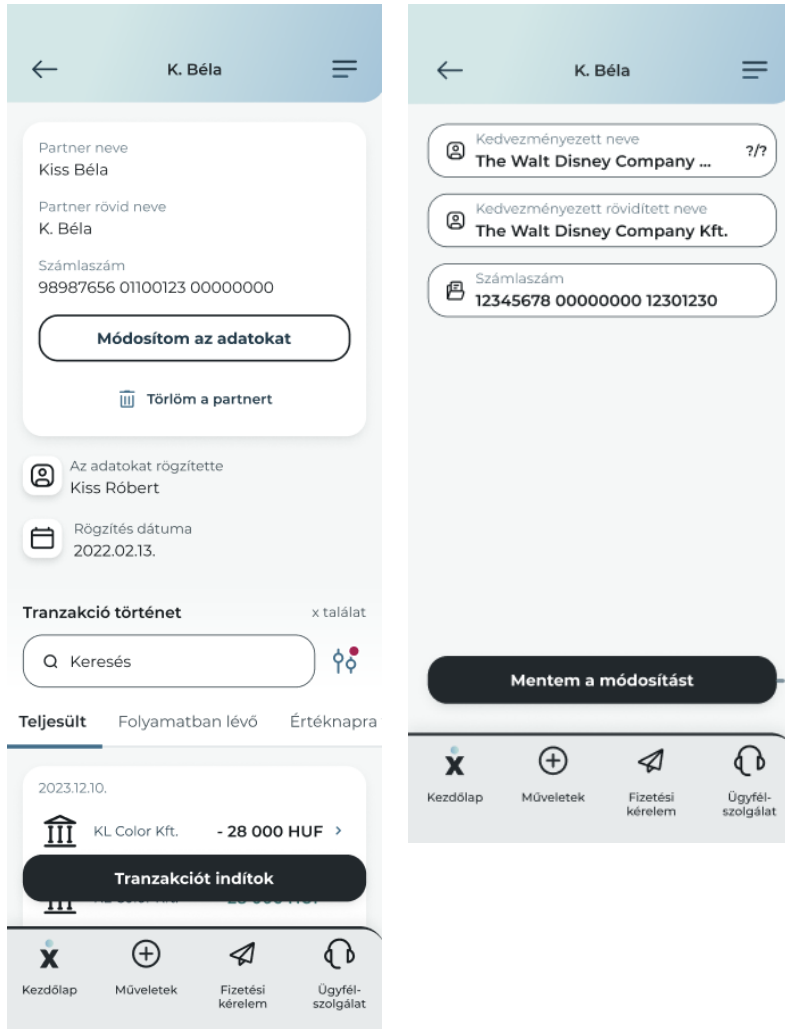 K. Béla
Partner neve
Kiss Béla
Partner rövid neve
K. Béla
Számlaszám
98987656 01100123 00000000
Módosítom az adatokat
Törlöm a partnert
Az adatokat rögzítette
Kiss Róbert
Rögzítés dátuma
2022.02.13.
Tranzakció történet
x találat
Keresés
Teljesült
Folyamatban lévő
Értéknapra
2023.12.10.
KL Color Kft.
- 28 000 HUF
Tranzakciót indítok
Kezdőlap
Műveletek
Fizetési
kérelem
Ügyfél-
szolgálat
K. Béla
Kedvezményezett neve
The Walt Disney Company ...
?/?
Kedvezményezett rövidített neve
The Walt Disney Company Kft.
Számlaszám
12345678 00000000 12301230
Mentem a módosítást
Kezdőlap
Műveletek
Fizetési
kérelem
Ügyfél-
szolgálat